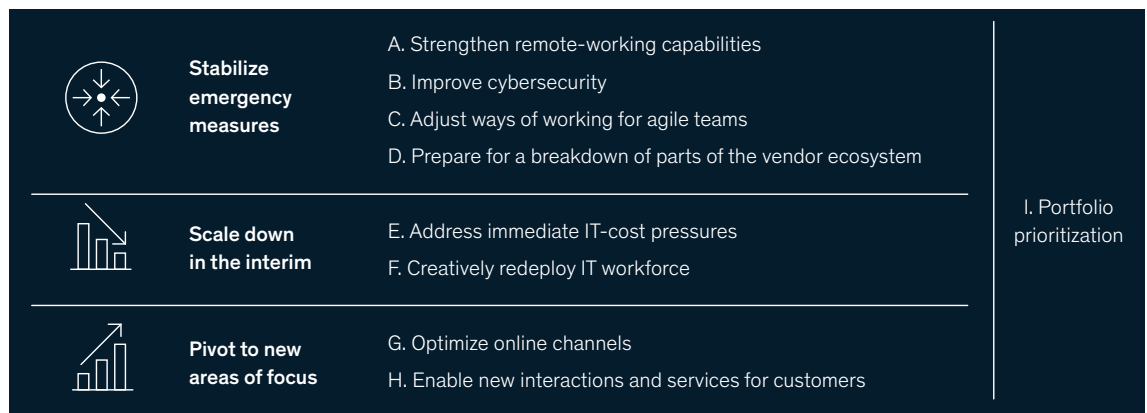 Stabilize
emergency
measures
A. Strengthen remote-working capabilities
B. Improve cybersecurity
C. Adjust ways of working for agile teams
D. Prepare for a breakdown of parts of the vendor ecosystem
Scale down
in the interim
E. Address immediate IT-cost pressures
F. Creatively redeploy IT workforce
Pivot to new
areas of focus
G. Optimize online channels
H. Enable new interactions and services for customers
I. Portfolio
prioritization